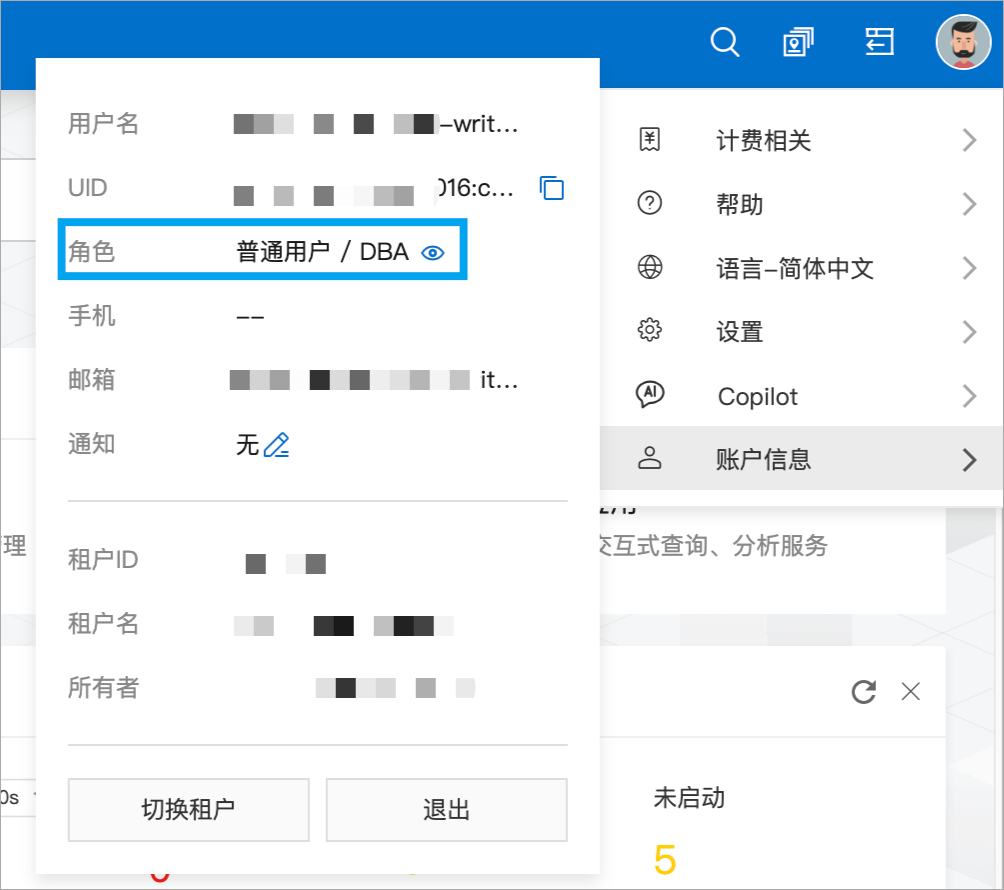 用户名 –writ...
UID 016:c...
角色 普通用户 / DBA
手机 ––
邮箱 it...
通知 无
租户ID
租户名
所有者
切换租户 退出
计费相关
帮助
语言–简体中文
设置
AI Copilot
账户信息
理
交互式查询、分析服务
0s
未启动
5